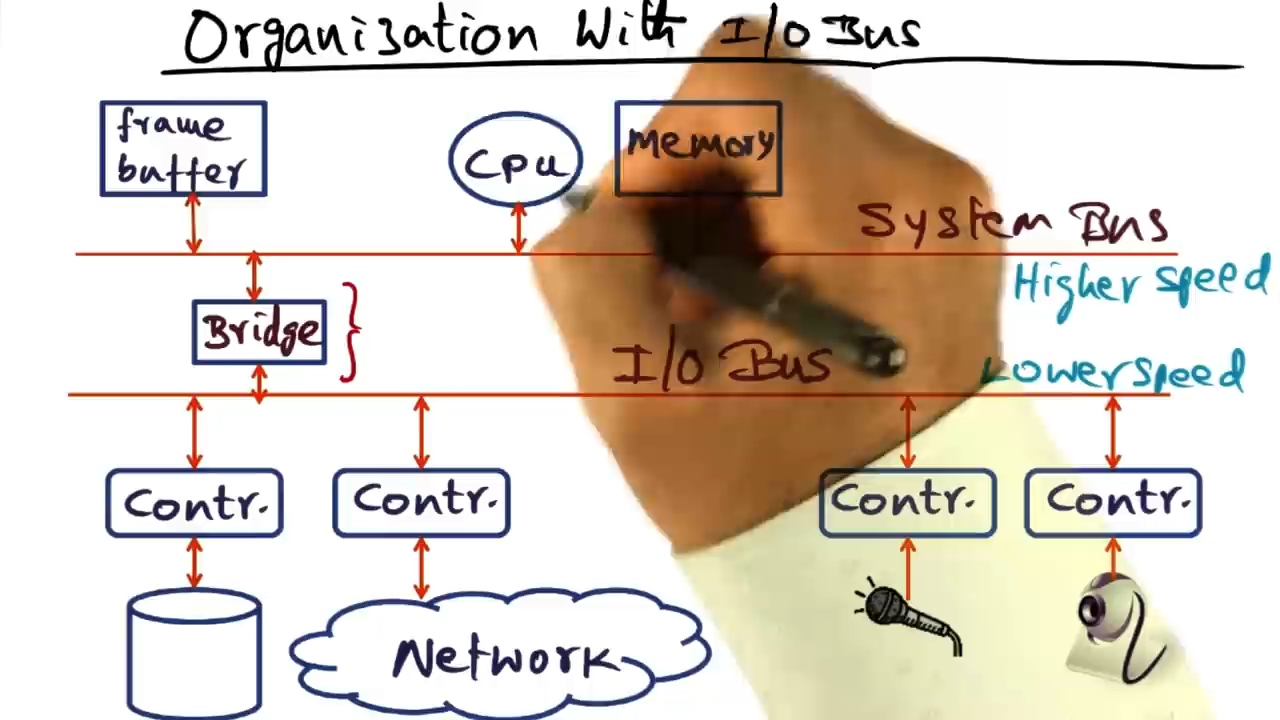 Organization With I/O Bus
frame
buffer
Cpu
Memory
System Bus
Higher speed
Bridge
I/O Bus
Lower speed
Contr.
Contr.
Contr.
Contr.
Network